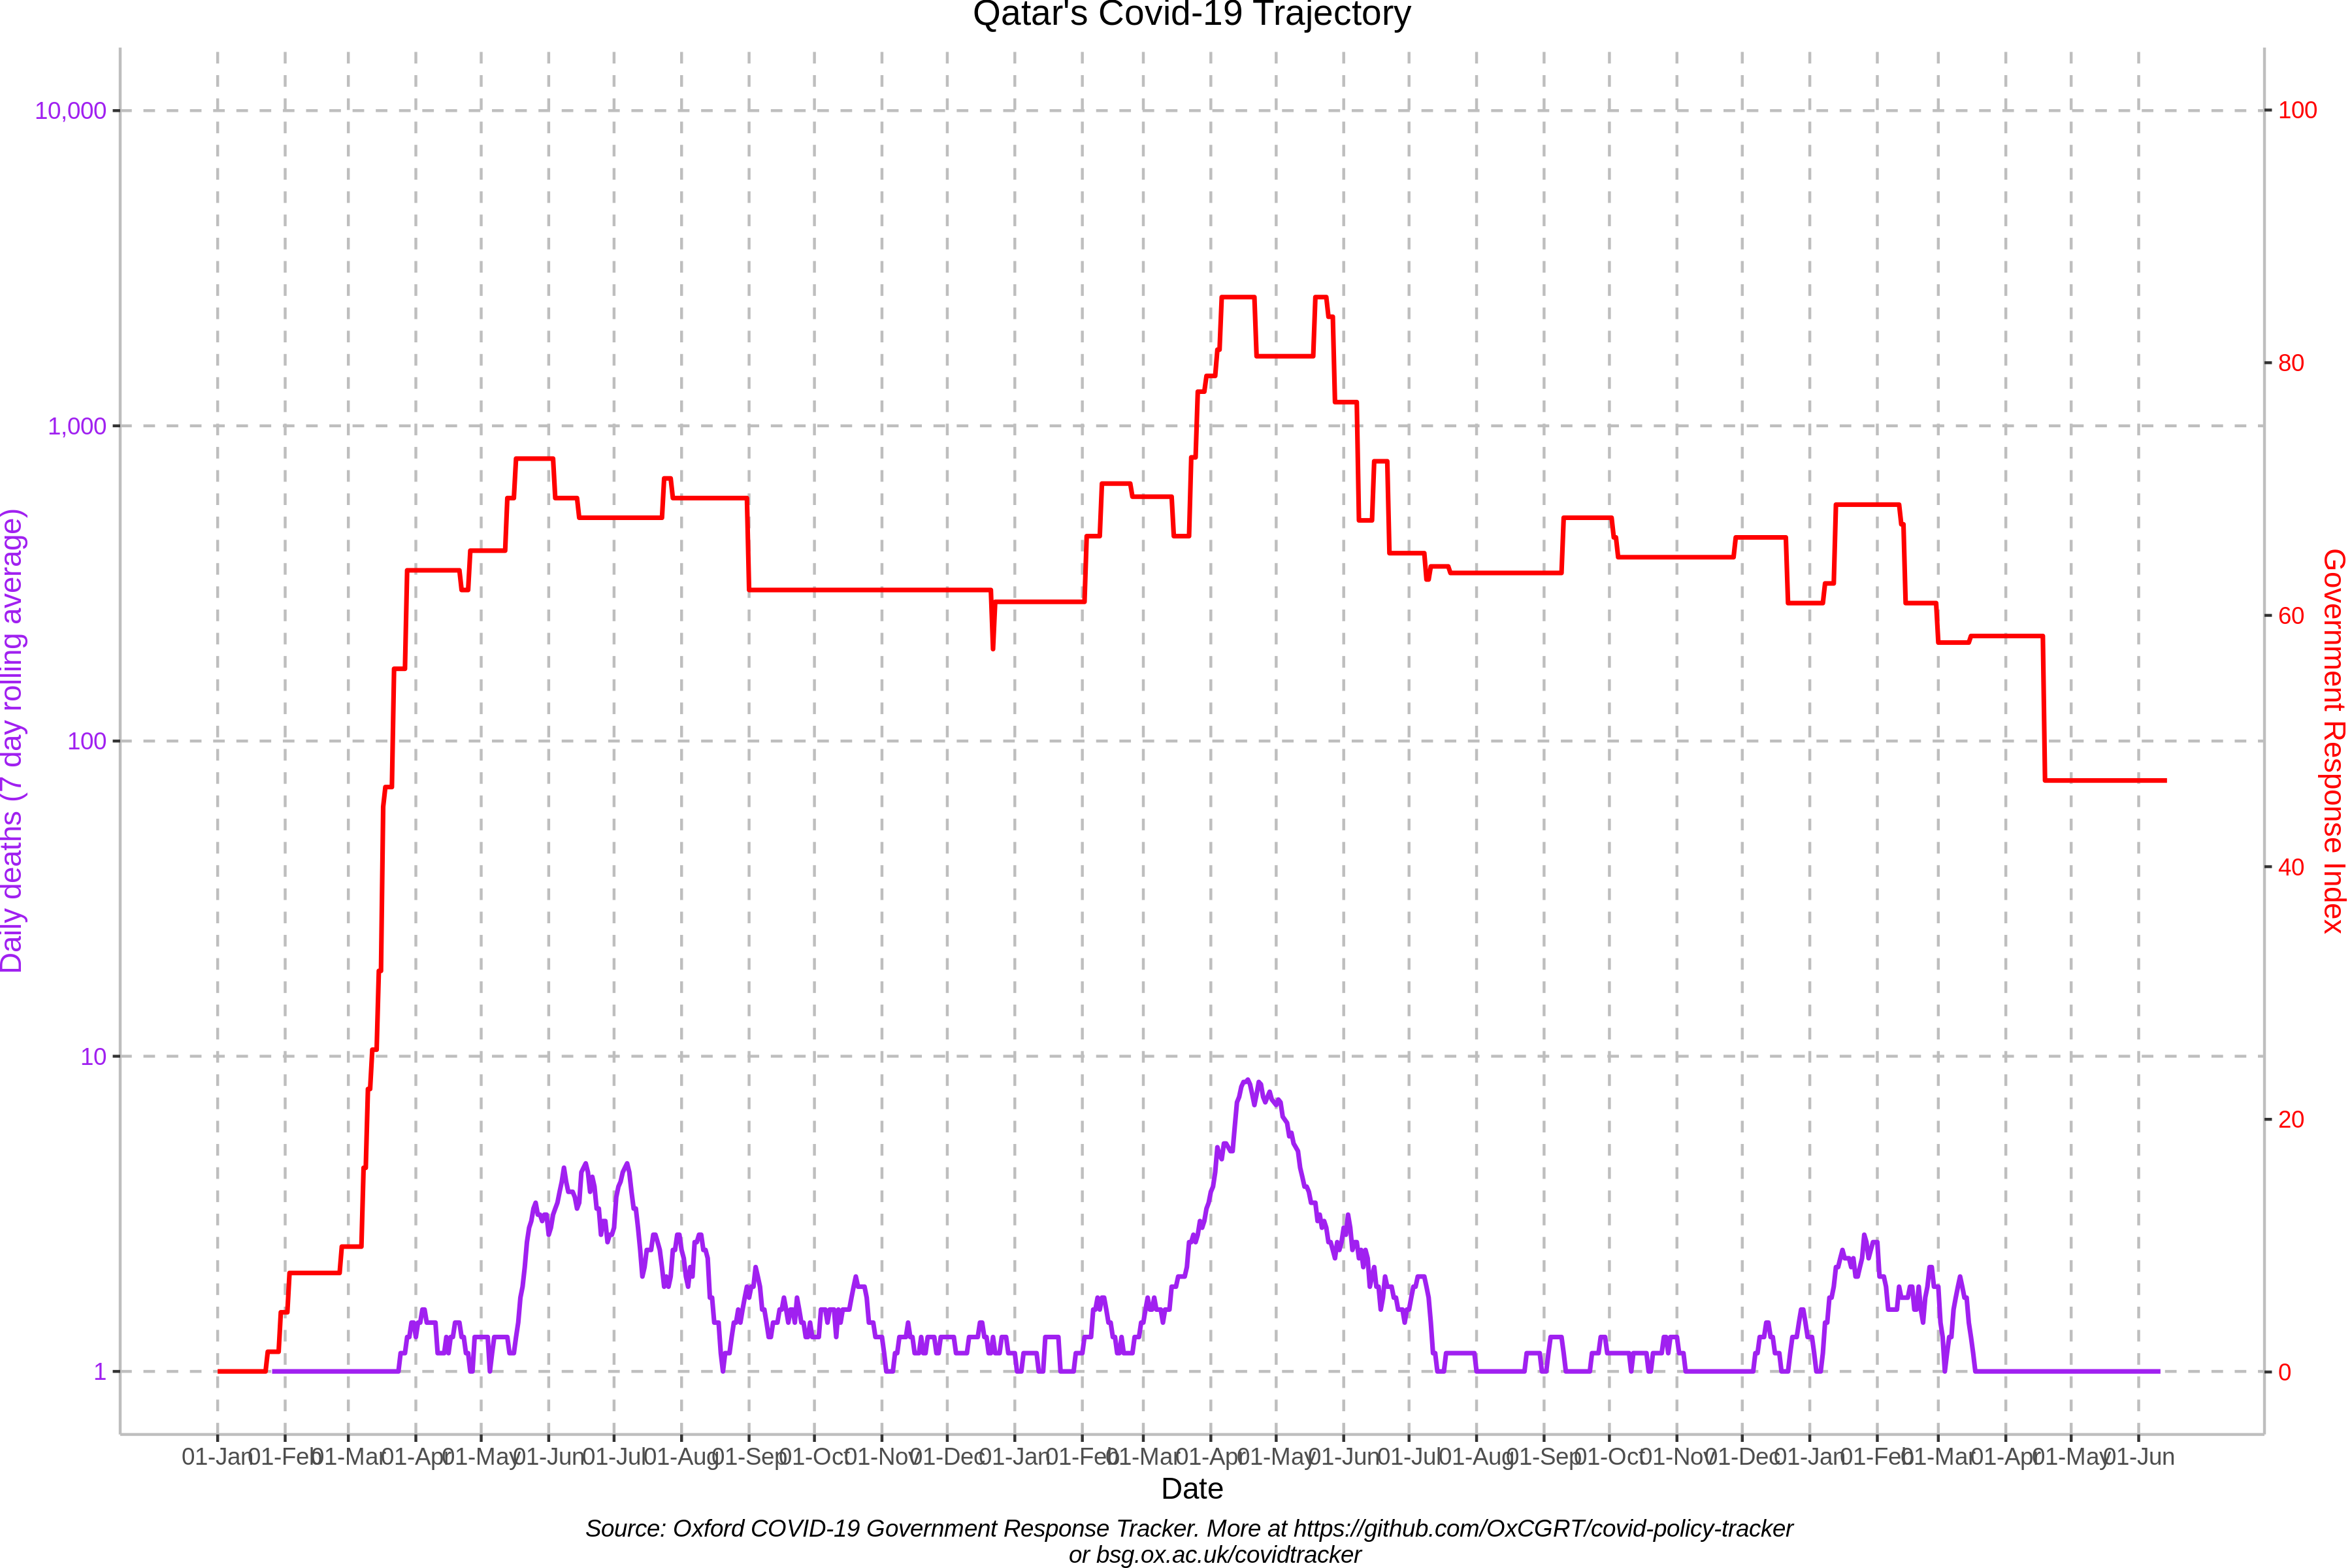 Qatar's Covid-19 Trajectory
Daily deaths (7 day rolling average)
10,000
1,000
100
10
1
100
80
60
40
20
0
Government Response Index
01-Jan 01-Feb 01-Mar 01-Apr 01-May 01-Jun 01-Jul 01-Aug 01-Sep 01-Oct 01-Nov 01-Dec 01-Jan 01-Feb 01-Mar 01-Apr 01-May 01-Jun 01-Jul 01-Aug 01-Sep 01-Oct 01-Nov 01-Dec 01-Jan 01-Feb 01-Mar 01-Apr 01-May 01-Jun
Date
Source: Oxford COVID-19 Government Response Tracker. More at https://github.com/OxCGRT/covid-policy-tracker
or bsg.ox.ac.uk/covidtracker